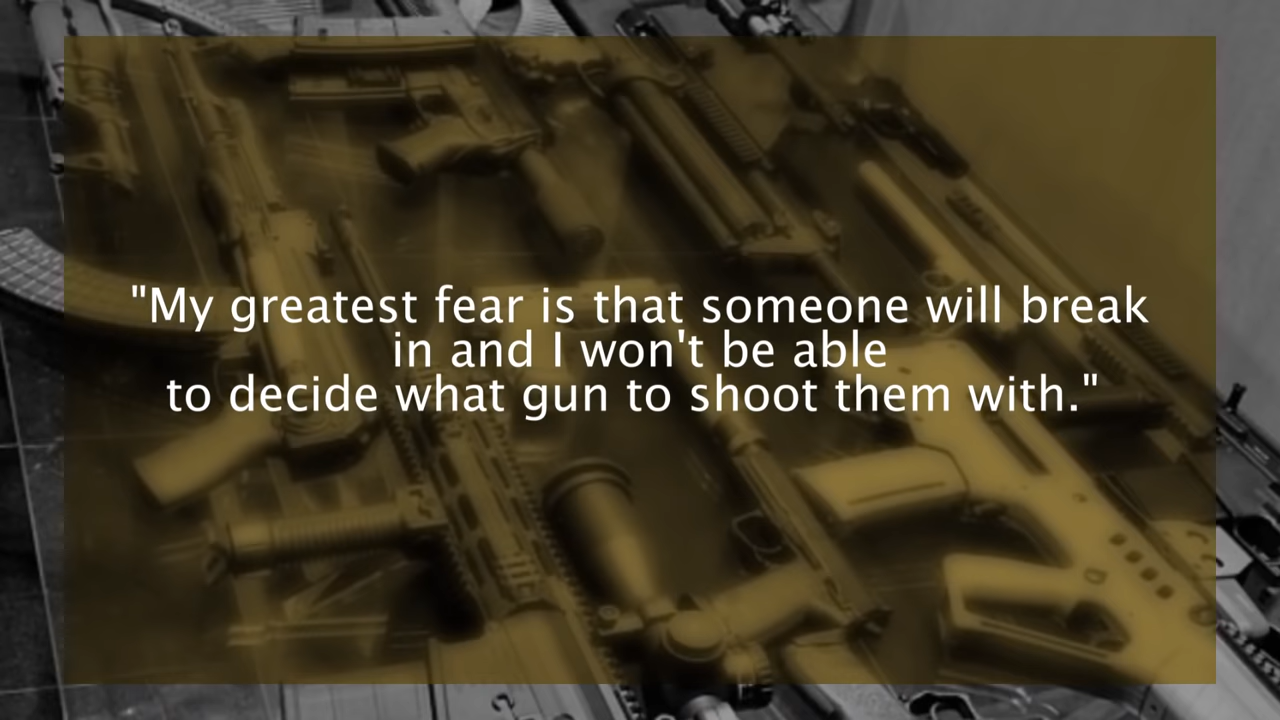 "My greatest fear is that someone will break
in and I won't be able
to decide what gun to shoot them with."